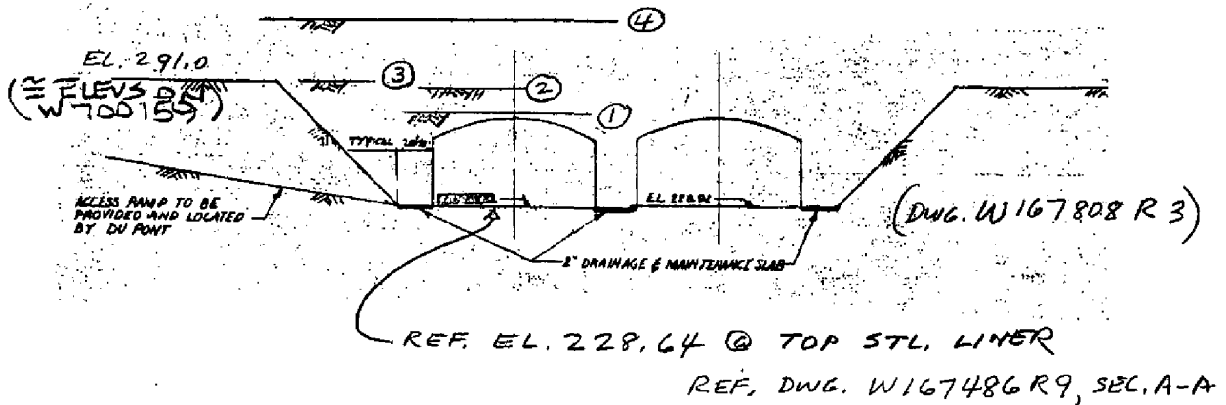 ④
EL. 291.0
(≅ ELEVS ON
W700155)
③
②
①
TYPICAL
ACCESS RAMP TO BE
PROVIDED AND LOCATED
BY DU PONT
EL.
(DWG. W167808 R 3)
2" DRAINAGE & MAINTENANCE SLAB
REF. EL. 228.64 @ TOP STL. LINER
REF. DWG. W167486 R9, SEC. A-A